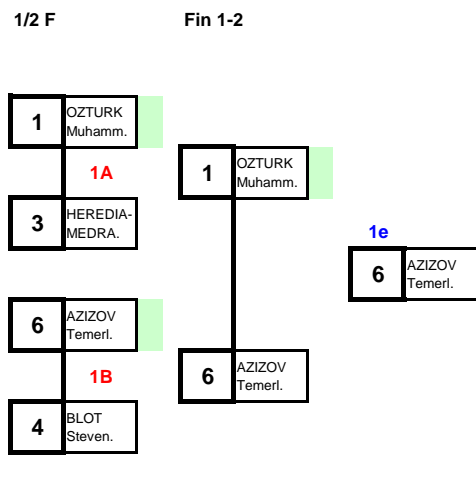 1/2 F
Fin 1-2
1
OZTURK
Muhamm.
1A
3
HEREDIA-
MEDRA.
1
OZTURK
Muhamm.
1e
6
AZIZOV
Temerl.
6
AZIZOV
Temerl.
1B
4
BLOT
Steven.
6
AZIZOV
Temerl.